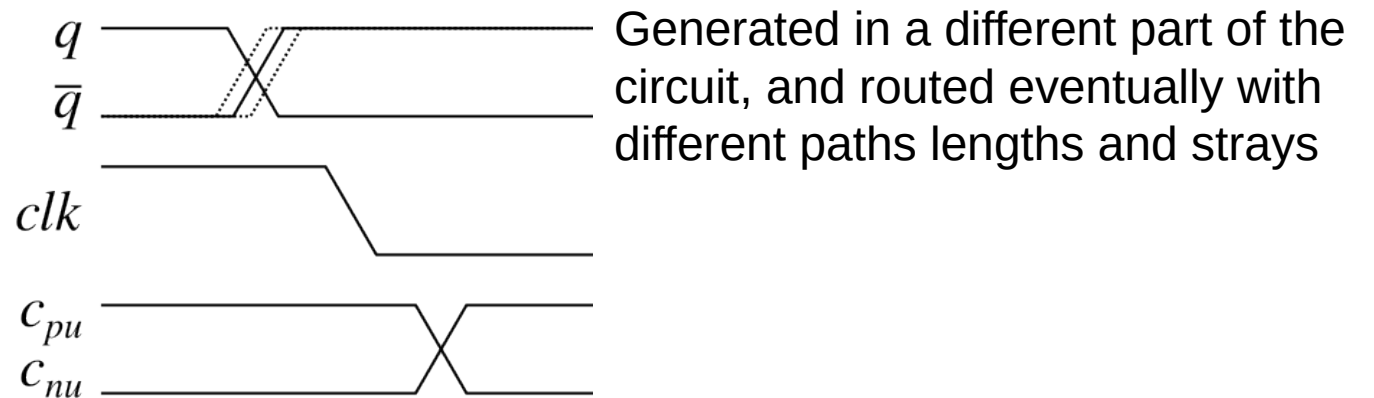 q
q̅
clk
c_pu
c_nu
Generated in a different part of the
circuit, and routed eventually with
different paths lengths and strays